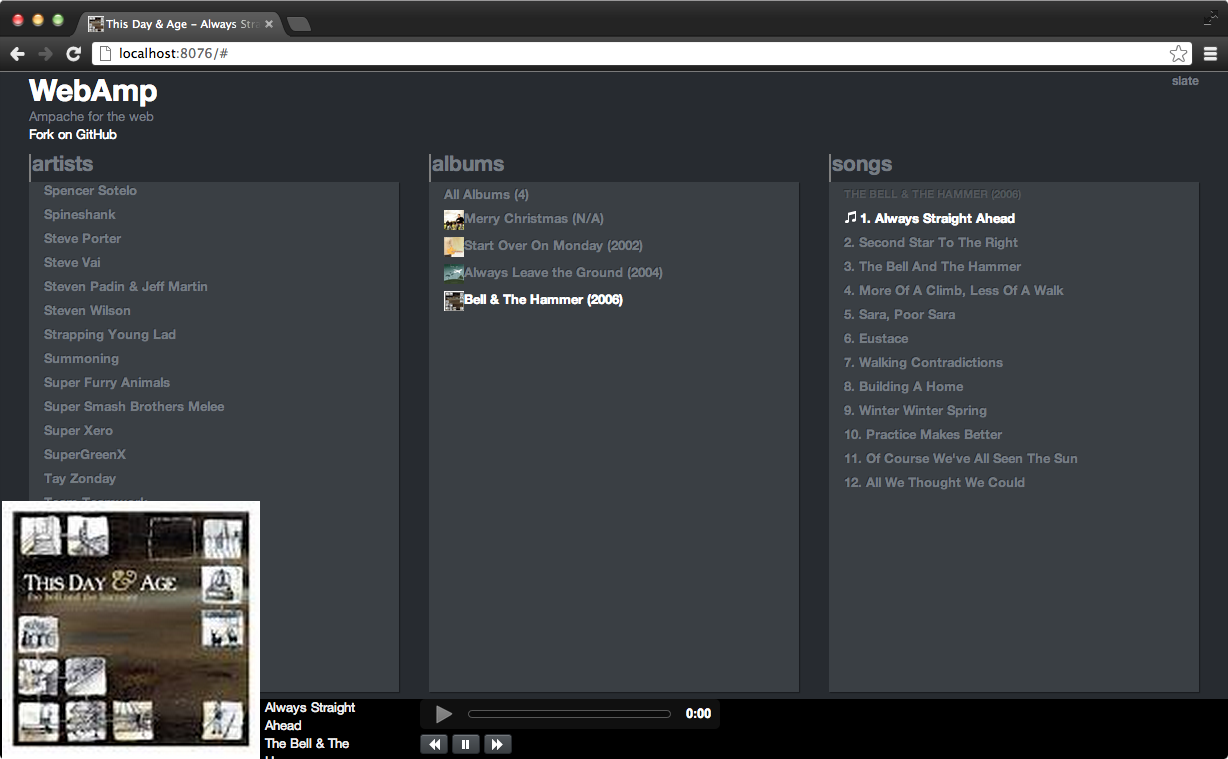 This Day & Age – Always Stra
localhost:8076/#
slate
WebAmp
Ampache for the web
Fork on GitHub
artists
Spencer Sotelo
Spineshank
Steve Porter
Steve Vai
Steven Padin & Jeff Martin
Steven Wilson
Strapping Young Lad
Summoning
Super Furry Animals
Super Smash Brothers Melee
Super Xero
SuperGreenX
Tay Zonday
albums
All Albums (4)
Merry Christmas (N/A)
Start Over On Monday (2002)
Always Leave the Ground (2004)
Bell & The Hammer (2006)
songs
THE BELL & THE HAMMER (2006)
1. Always Straight Ahead
2. Second Star To The Right
3. The Bell And The Hammer
4. More Of A Climb, Less Of A Walk
5. Sara, Poor Sara
6. Eustace
7. Walking Contradictions
8. Building A Home
9. Winter Winter Spring
10. Practice Makes Better
11. Of Course We've All Seen The Sun
12. All We Thought We Could
THIS DAY & AGE
the bell and the hammer
Always Straight
Ahead
The Bell & The
0:00